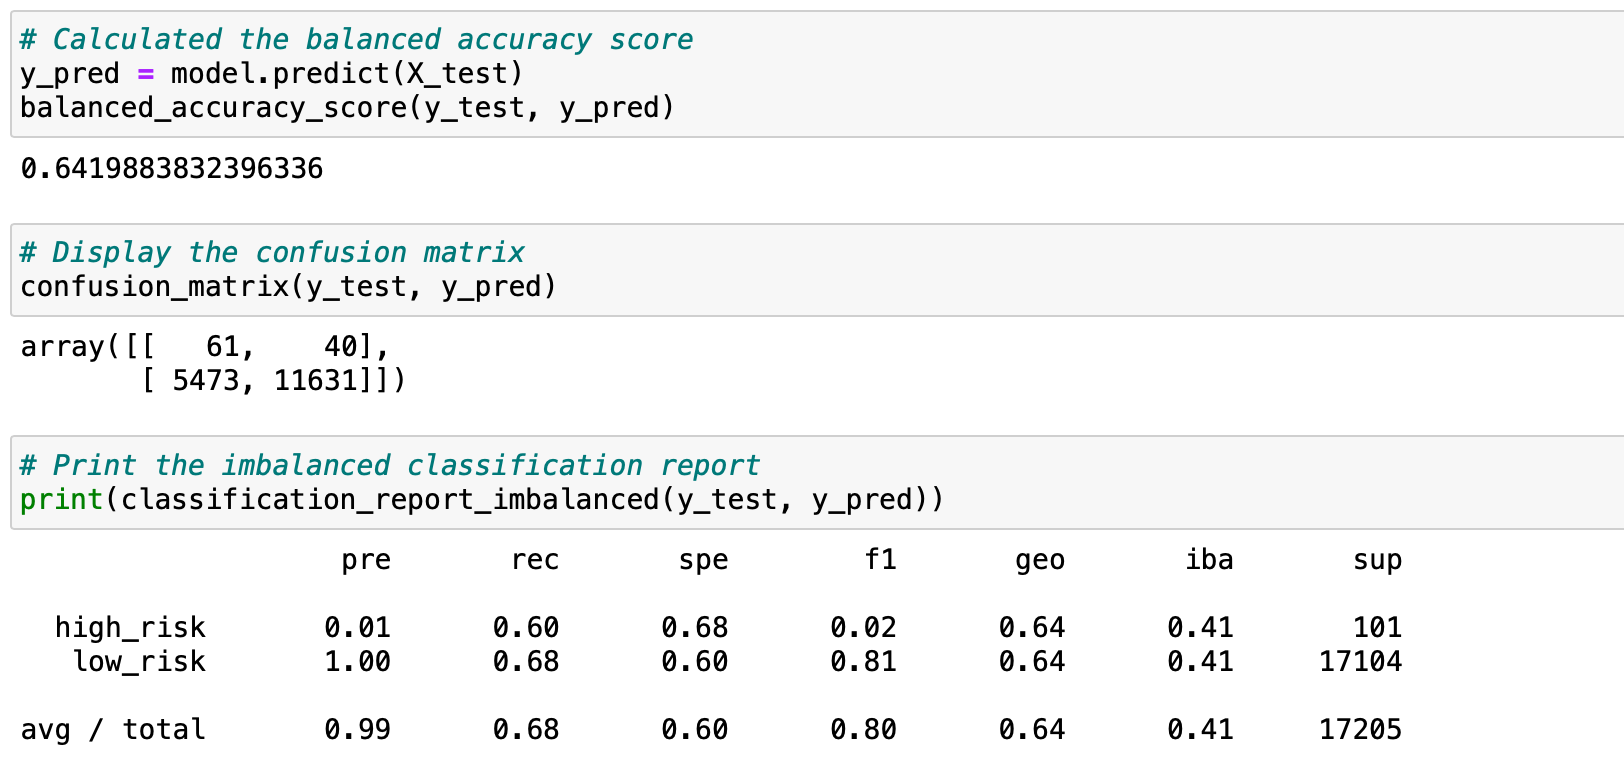 # Calculated the balanced accuracy score
y_pred = model.predict(X_test)
balanced_accuracy_score(y_test, y_pred)
0.6419883832396336
# Display the confusion matrix
confusion_matrix(y_test, y_pred)
array([[   61,    40],
       [ 5473, 11631]])
# Print the imbalanced classification report
print(classification_report_imbalanced(y_test, y_pred))
                   pre       rec       spe        f1       geo       iba       sup
  high_risk       0.01      0.60      0.68      0.02      0.64      0.41       101
   low_risk       1.00      0.68      0.60      0.81      0.64      0.41     17104
avg / total       0.99      0.68      0.60      0.80      0.64      0.41     17205